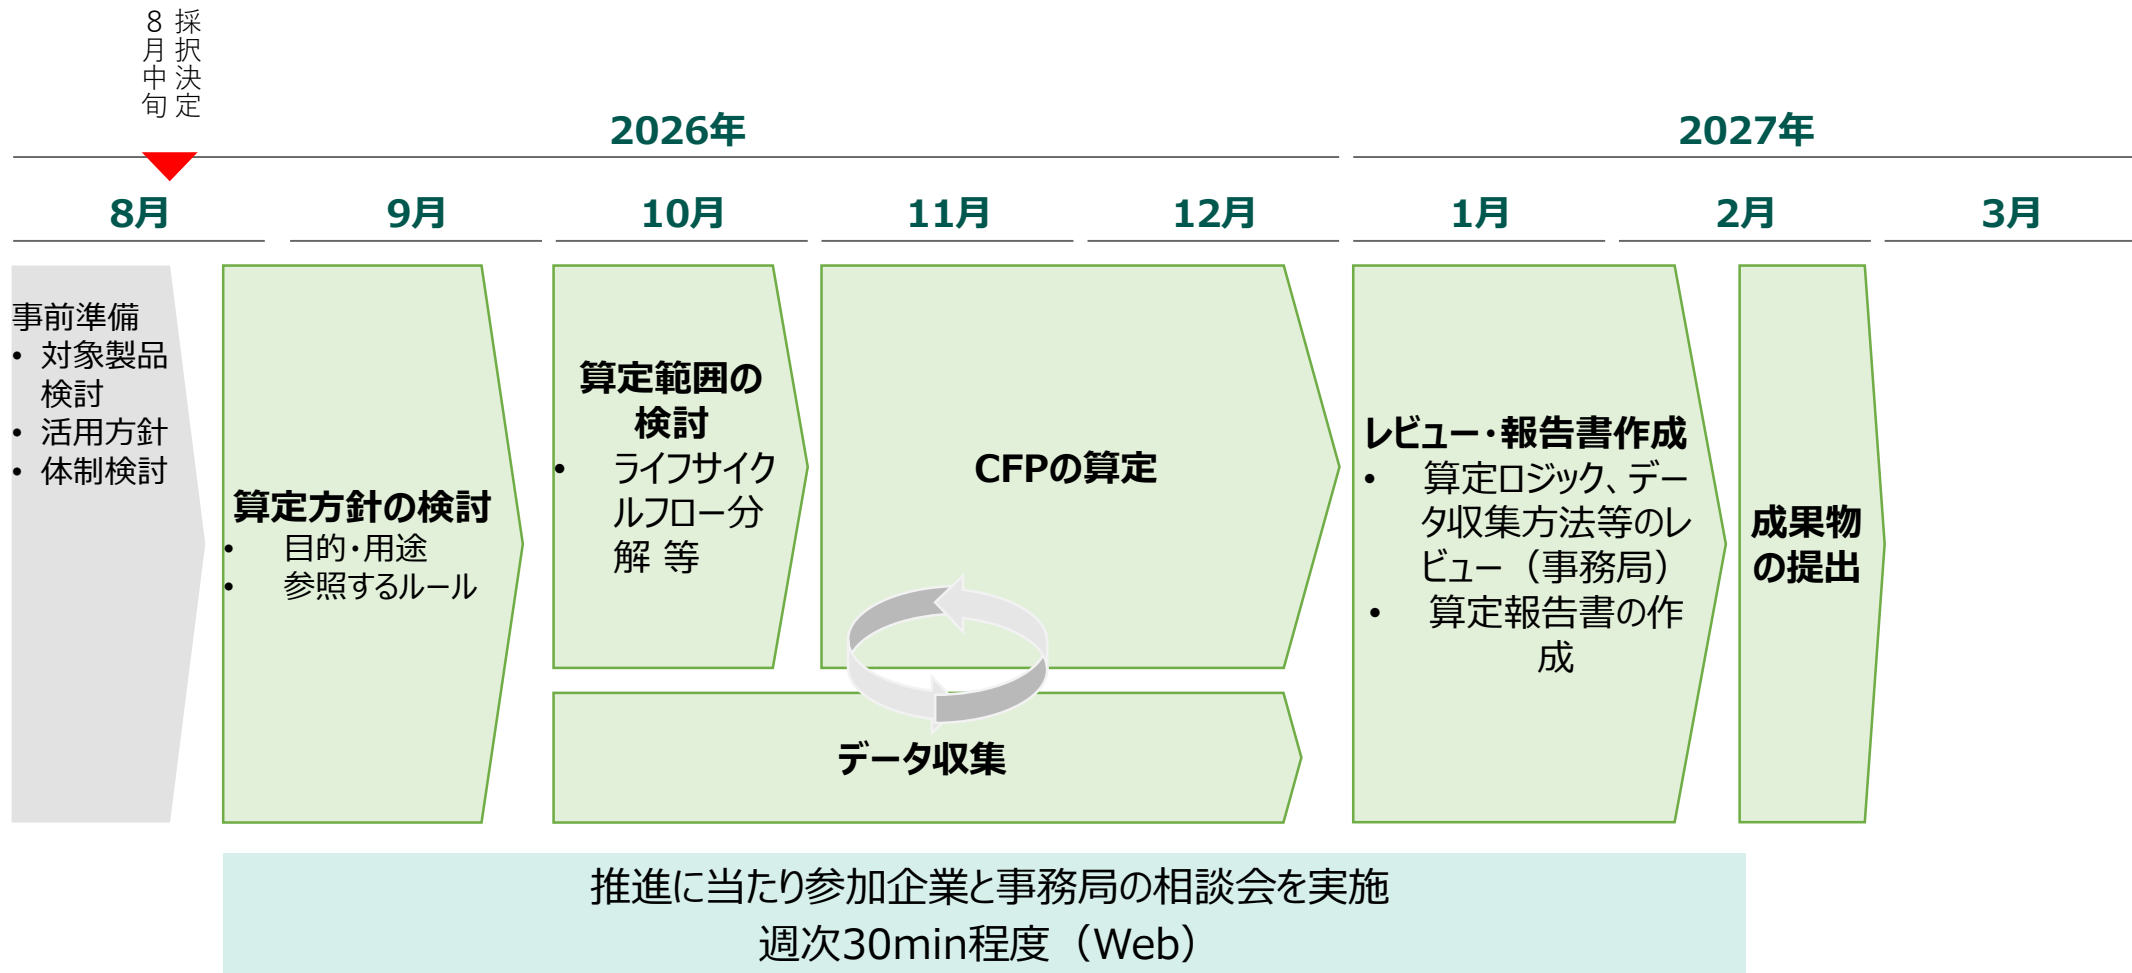 採択決定
8月中旬
2026年
2027年
8月
9月
10月
11月
12月
1月
2月
3月
事前準備
• 対象製品
検討
• 活用方針
• 体制検討
算定方針の検討
• 目的・用途
• 参照するルール
算定範囲の
検討
• ライフサイク
ルフロー分
解 等
CFPの算定
データ収集
レビュー・報告書作成
• 算定ロジック、デー
タ収集方法等のレ
ビュー（事務局）
• 算定報告書の作
成
成果物
の提出
推進に当たり参加企業と事務局の相談会を実施
週次30min程度（Web）